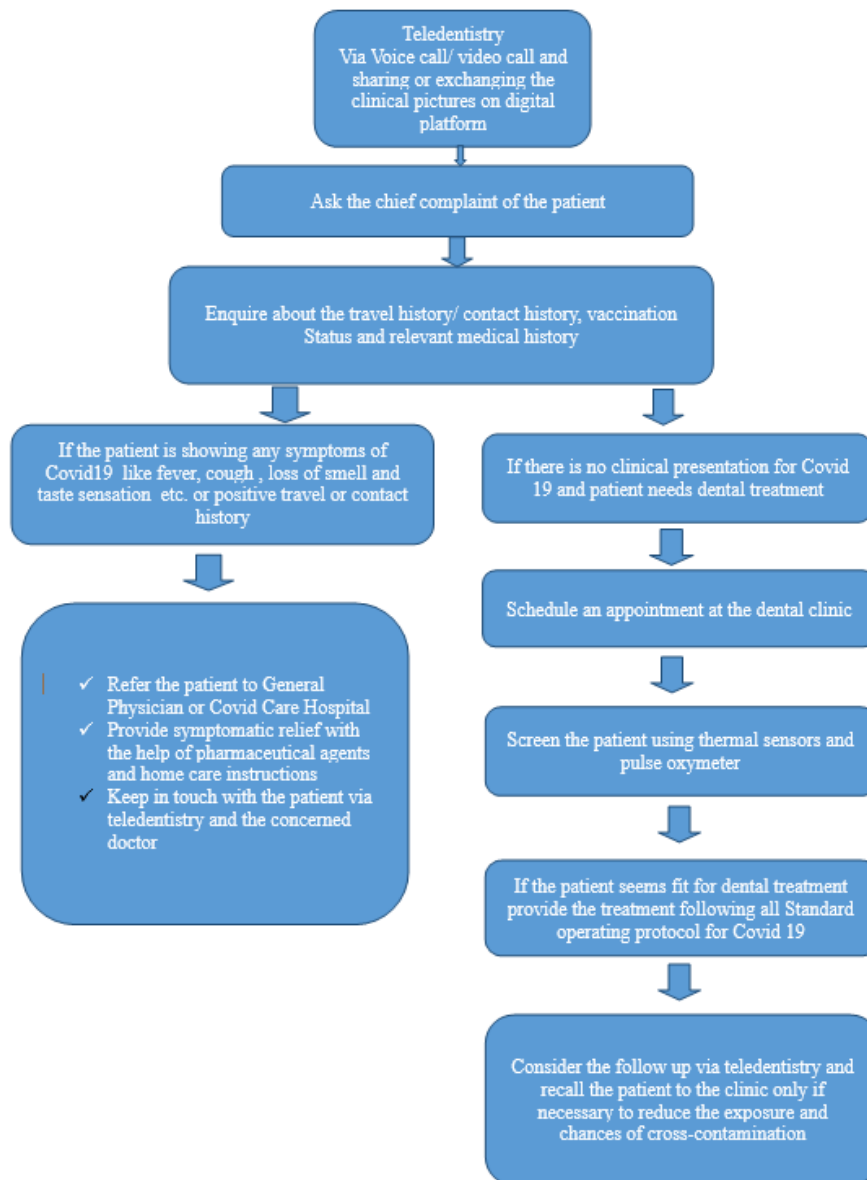 Teledentistry
Via Voice call/ video call and
sharing or exchanging the
clinical pictures on digital
platform
Ask the chief complaint of the patient
Enquire about the travel history/ contact history, vaccination
Status and relevant medical history
If the patient is showing any symptoms of
Covid19 like fever, cough , loss of smell and
taste sensation etc. or positive travel or contact
history
✓ Refer the patient to General
Physician or Covid Care Hospital
✓ Provide symptomatic relief with
the help of pharmaceutical agents
and home care instructions
✓ Keep in touch with the patient via
teledentistry and the concerned
doctor
If there is no clinical presentation for Covid
19 and patient needs dental treatment
Schedule an appointment at the dental clinic
Screen the patient using thermal sensors and
pulse oxymeter
If the patient seems fit for dental treatment
provide the treatment following all Standard
operating protocol for Covid 19
Consider the follow up via teledentistry and
recall the patient to the clinic only if
necessary to reduce the exposure and
chances of cross-contamination